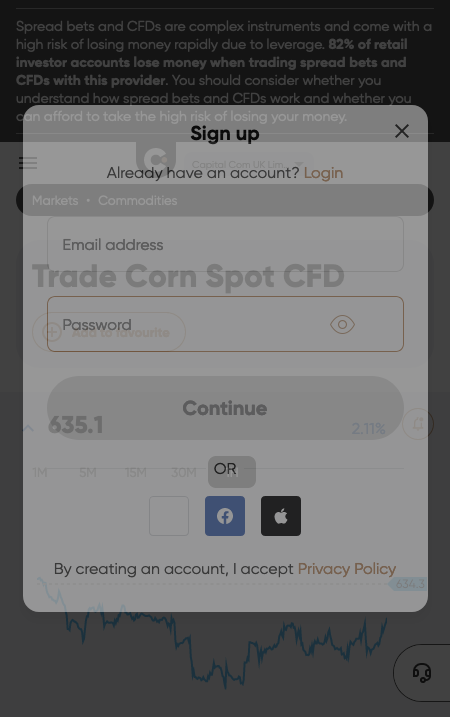 Spread bets and CFDs are complex instruments and come with a
high risk of losing money rapidly due to leverage. 82% of retail
investor accounts lose money when trading spread bets and
CFDs with this provider. You should consider whether you
understand how spread bets and CFDs work and whether you
can afford to take the high risk of losing your money.
Sign up
Capital Com UK Lim...
Already have an account? Login
Markets • Commodities
Email address
Trade Corn Spot CFD
Password
Add to favourite
Continue
635.1
2.11%
1M 5M 15M 30M
OR
By creating an account, I accept Privacy Policy
634.3